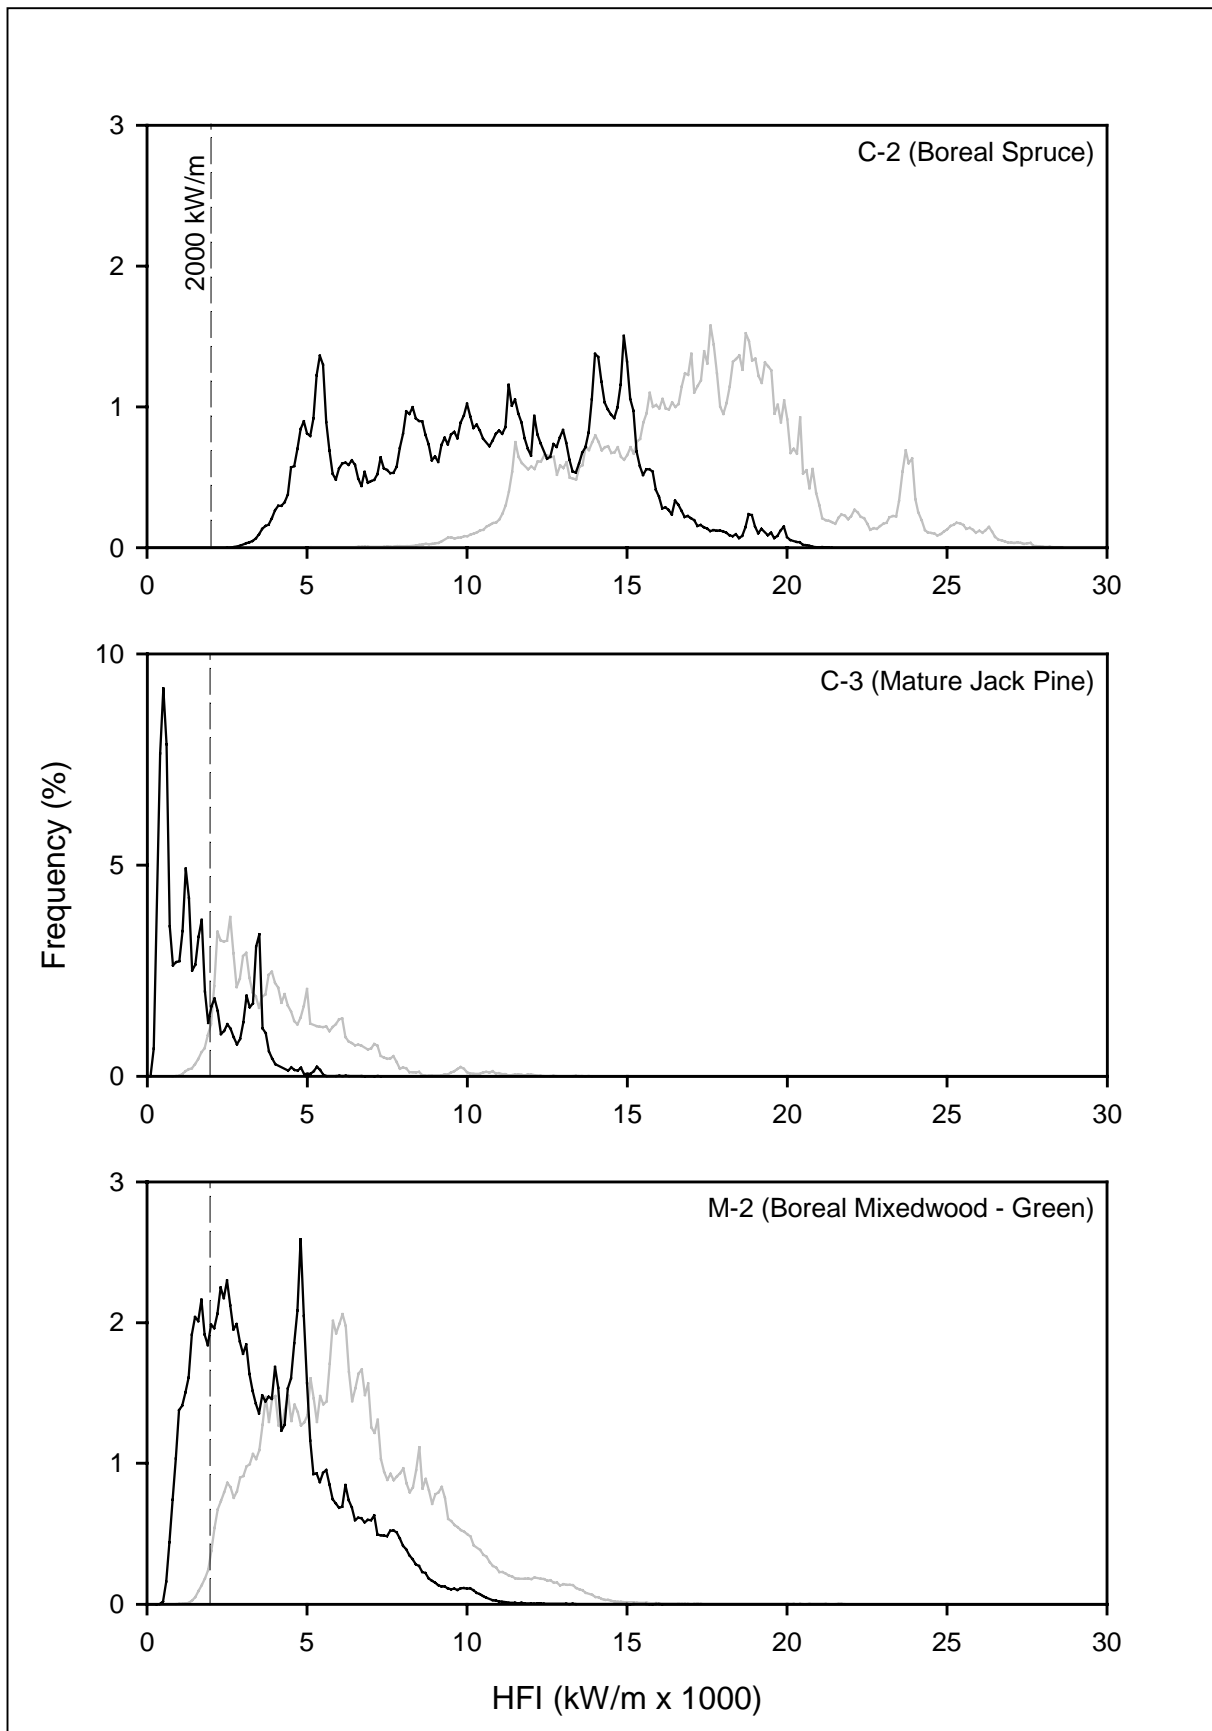 3
C-2 (Boreal Spruce)
2000 kW/m
2
1
0
0 5 10 15 20 25 30
10
C-3 (Mature Jack Pine)
Frequency (%)
5
0
0 5 10 15 20 25 30
3
M-2 (Boreal Mixedwood - Green)
2
1
0
0 5 10 15 20 25 30
HFI (kW/m x 1000)